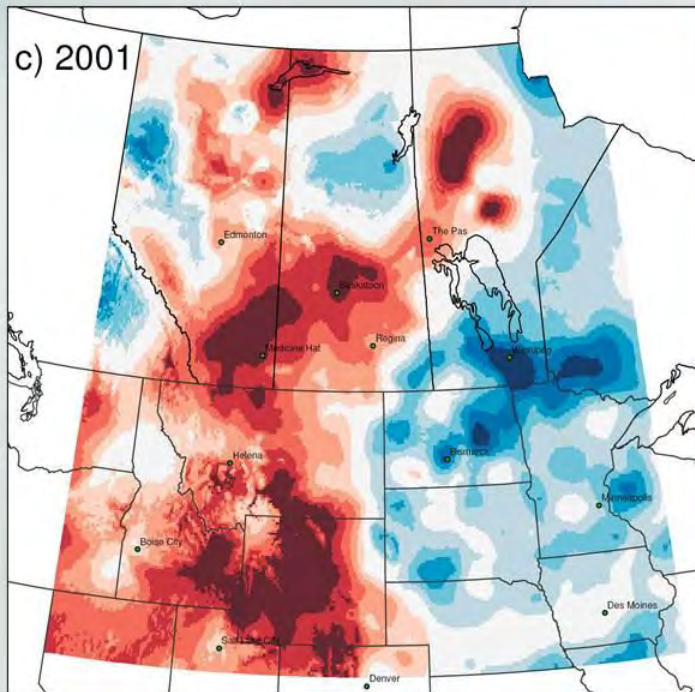 c) 2001
Edmonton
The Pas
Saskatoon
Regina
Medicine Hat
Winnipeg
Helena
Bismarck
Minneapolis
Boise City
Des Moines
Salt Lake City
Denver